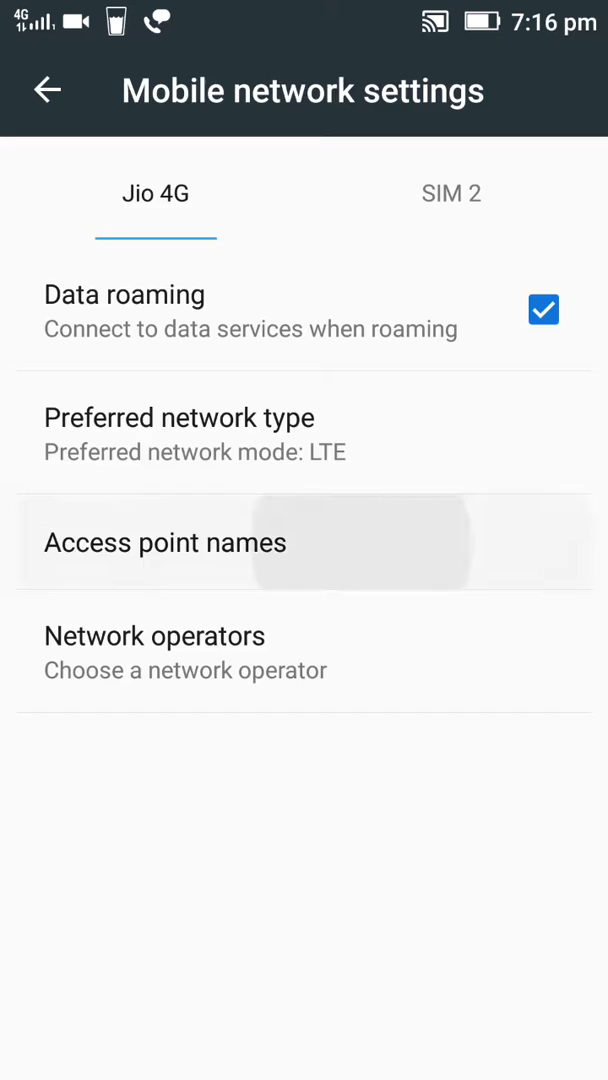 4G 7:16 pm
Mobile network settings
Jio 4G SIM 2
Data roaming
Connect to data services when roaming
Preferred network type
Preferred network mode: LTE
Access point names
Network operators
Choose a network operator